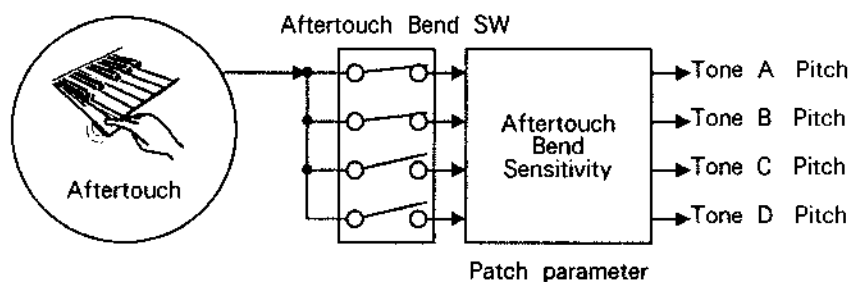 Aftertouch Bend SW
Aftertouch
Aftertouch
Bend
Sensitivity
Tone A Pitch
Tone B Pitch
Tone C Pitch
Tone D Pitch
Patch parameter